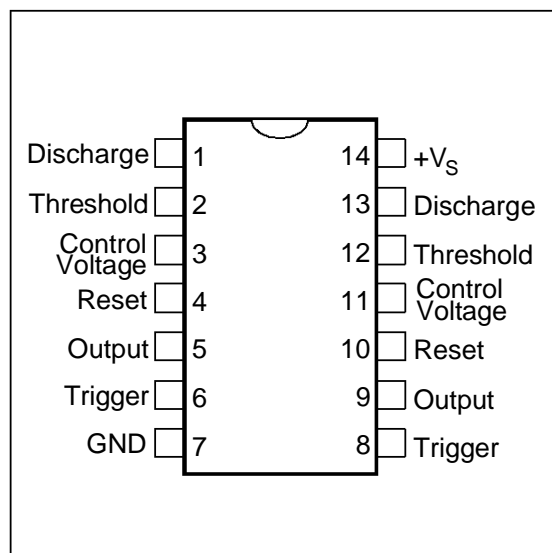 Discharge 1 14 +VS
Threshold 2 13 Discharge
Control
Voltage 3 12 Threshold
Reset 4 11 Control
Voltage
Output 5 10 Reset
Trigger 6 9 Output
GND 7 8 Trigger